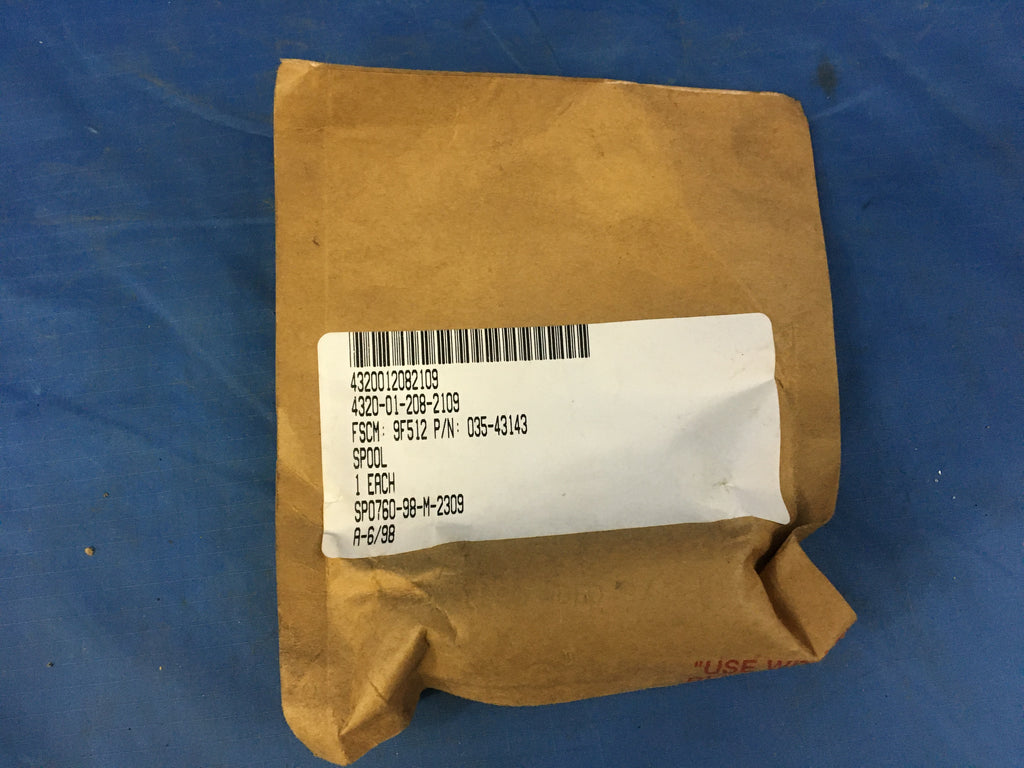 4320012082109
4320-01-208-2109
FSCM: 9F512 P/N: 035-43143
SPOOL
1 EACH
SP0760-98-M-2309
A-6/98
"USE